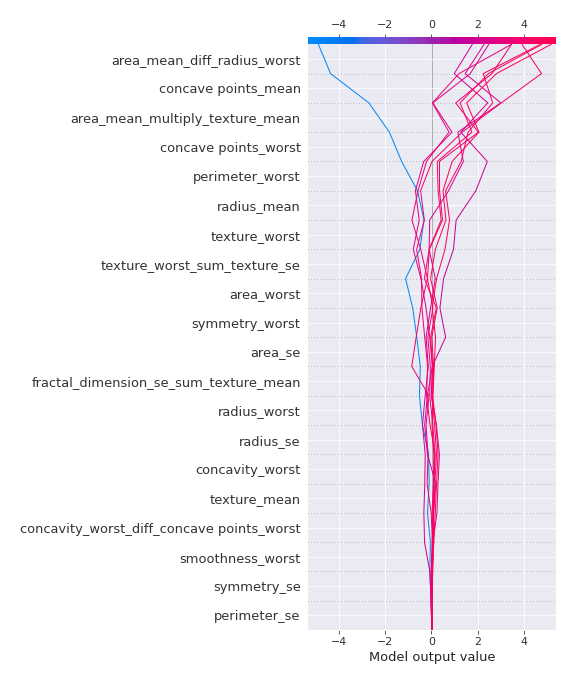 −4 −2 0 2 4
area_mean_diff_radius_worst
concave points_mean
area_mean_multiply_texture_mean
concave points_worst
perimeter_worst
radius_mean
texture_worst
texture_worst_sum_texture_se
area_worst
symmetry_worst
area_se
fractal_dimension_se_sum_texture_mean
radius_worst
radius_se
concavity_worst
texture_mean
concavity_worst_diff_concave points_worst
smoothness_worst
symmetry_se
perimeter_se
−4 −2 0 2 4
Model output value